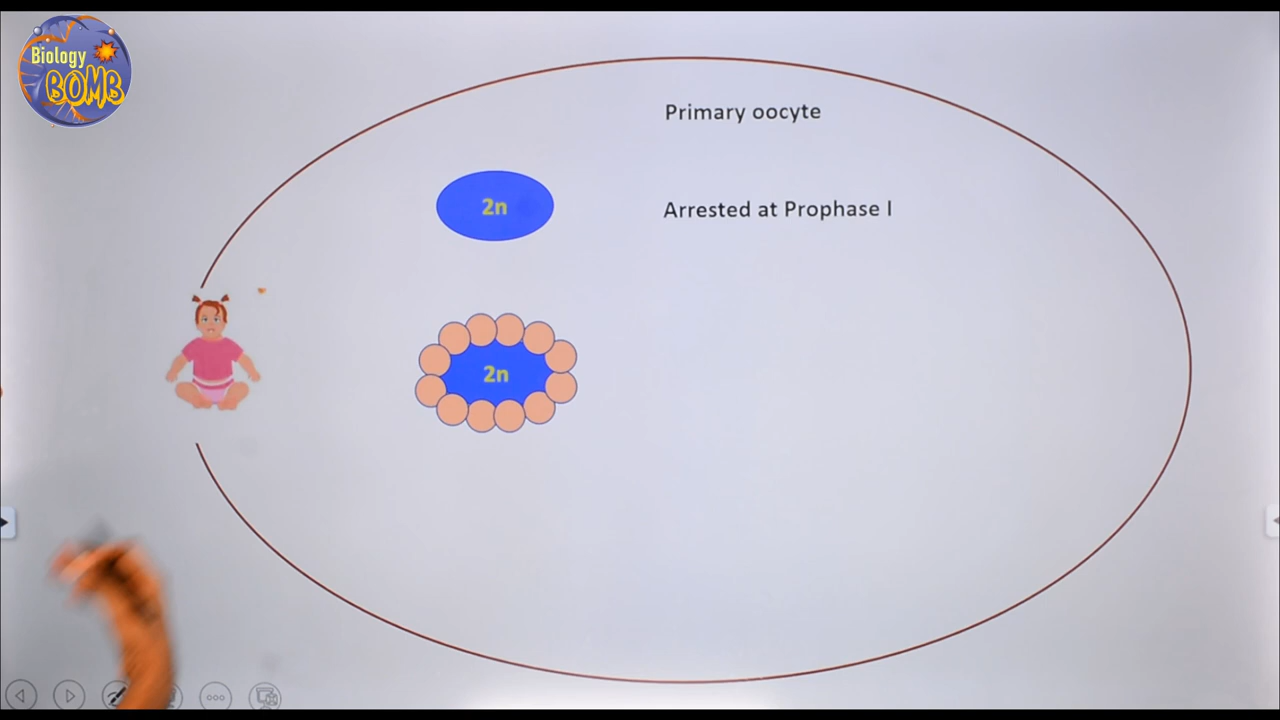 Biology
BOMB
Primary oocyte
2n
Arrested at Prophase I
2n